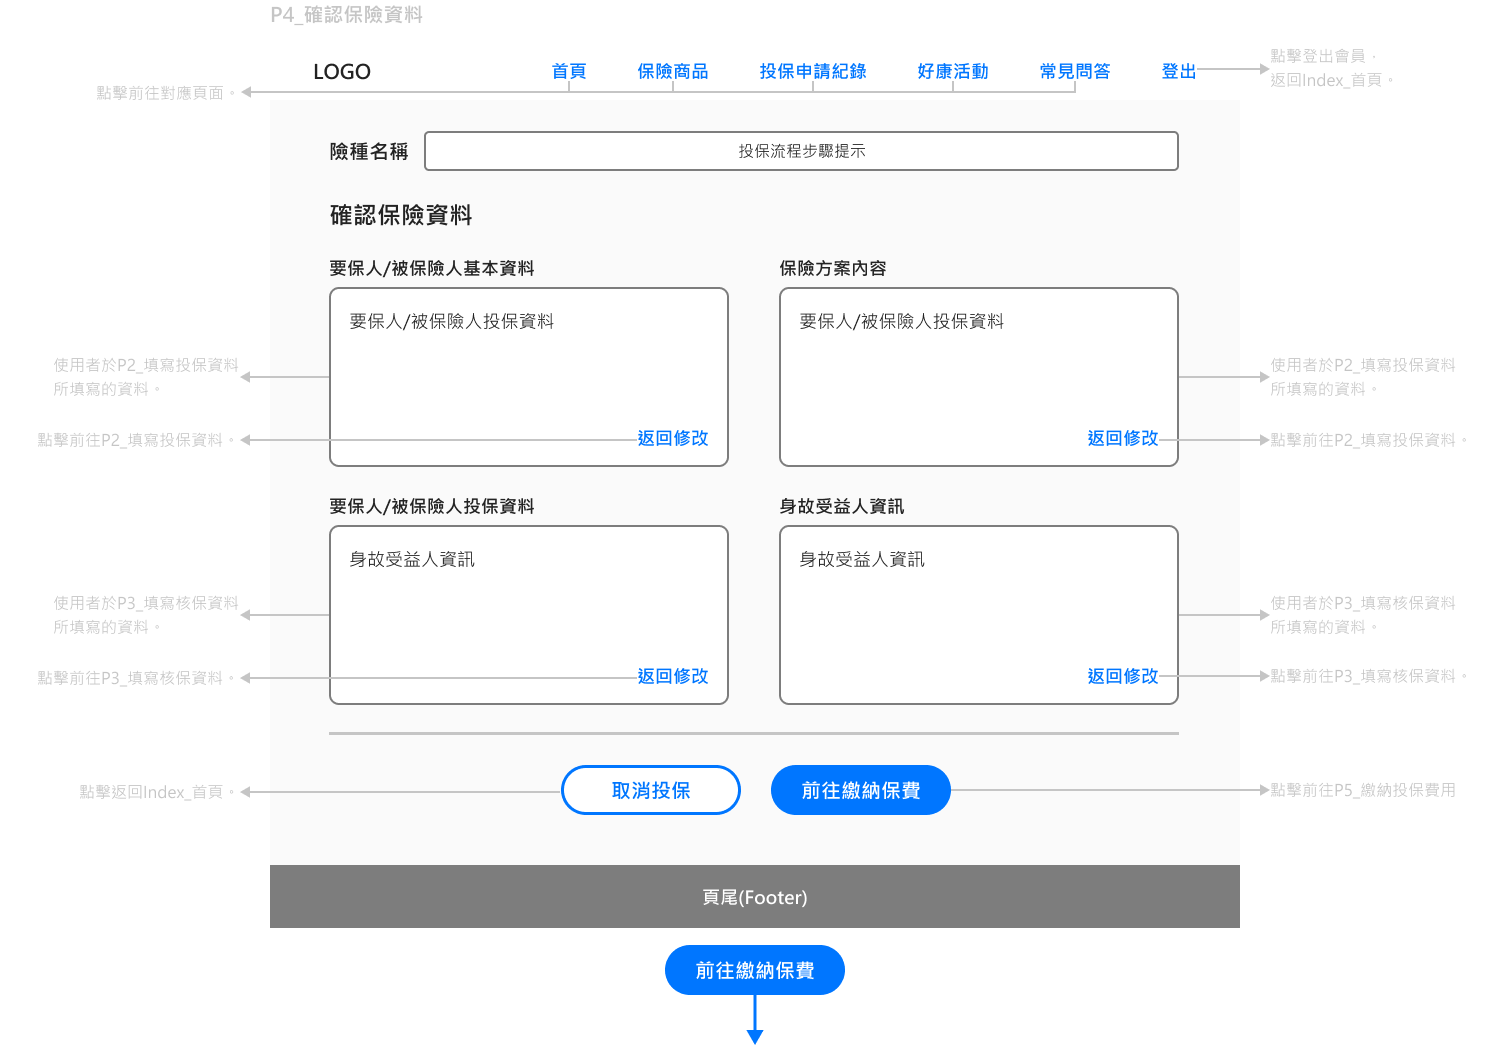 P4_確認保險資料
LOGO
首頁
保險商品
投保申請紀錄
好康活動
常見問答
登出
點擊登出會員，
返回Index_首頁。
點擊前往對應頁面。
險種名稱
投保流程步驟提示
確認保險資料
要保人/被保險人基本資料
保險方案內容
要保人/被保險人投保資料
要保人/被保險人投保資料
使用者於P2_填寫投保資料
所填寫的資料。
使用者於P2_填寫投保資料
所填寫的資料。
點擊前往P2_填寫投保資料。
返回修改
返回修改
點擊前往P2_填寫投保資料。
要保人/被保險人投保資料
身故受益人資訊
身故受益人資訊
身故受益人資訊
使用者於P3_填寫核保資料
所填寫的資料。
使用者於P3_填寫核保資料
所填寫的資料。
點擊前往P3_填寫核保資料。
返回修改
返回修改
點擊前往P3_填寫核保資料。
點擊返回Index_首頁。
取消投保
前往繳納保費
點擊前往P5_繳納投保費用
頁尾(Footer)
前往繳納保費